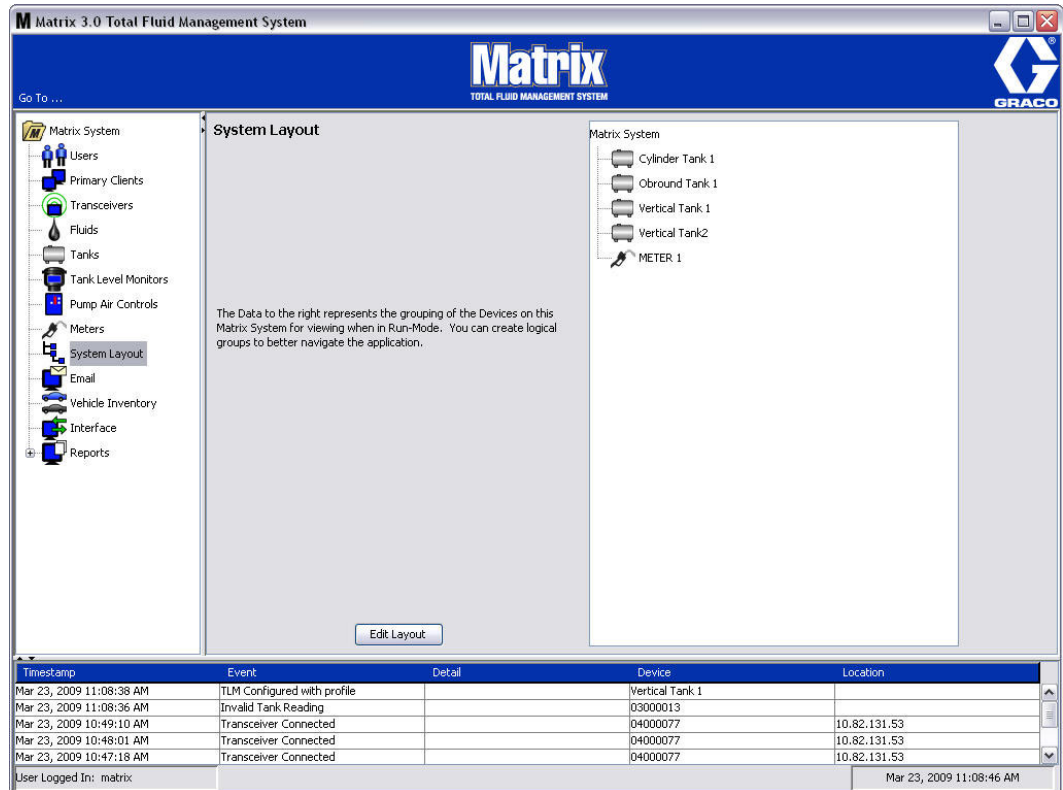 M Matrix 3.0 Total Fluid Management System
Matrix
TOTAL FLUID MANAGEMENT SYSTEM
Go To ...
G
GRACO
®
Matrix System
Users
Primary Clients
Transceivers
Fluids
Tanks
Tank Level Monitors
Pump Air Controls
Meters
System Layout
Email
Vehicle Inventory
Interface
Reports
System Layout
The Data to the right represents the grouping of the Devices on this
Matrix System for viewing when in Run-Mode.  You can create logical
groups to better navigate the application.
Edit Layout
Matrix System
Cylinder Tank 1
Obround Tank 1
Vertical Tank 1
Vertical Tank2
METER 1
Timestamp Event Detail Device Location
Mar 23, 2009 11:08:38 AM TLM Configured with profile Vertical Tank 1
Mar 23, 2009 11:08:36 AM Invalid Tank Reading 03000013
Mar 23, 2009 10:49:10 AM Transceiver Connected 04000077 10.82.131.53
Mar 23, 2009 10:48:01 AM Transceiver Connected 04000077 10.82.131.53
Mar 23, 2009 10:47:18 AM Transceiver Connected 04000077 10.82.131.53
User Logged In: matrix Mar 23, 2009 11:08:46 AM